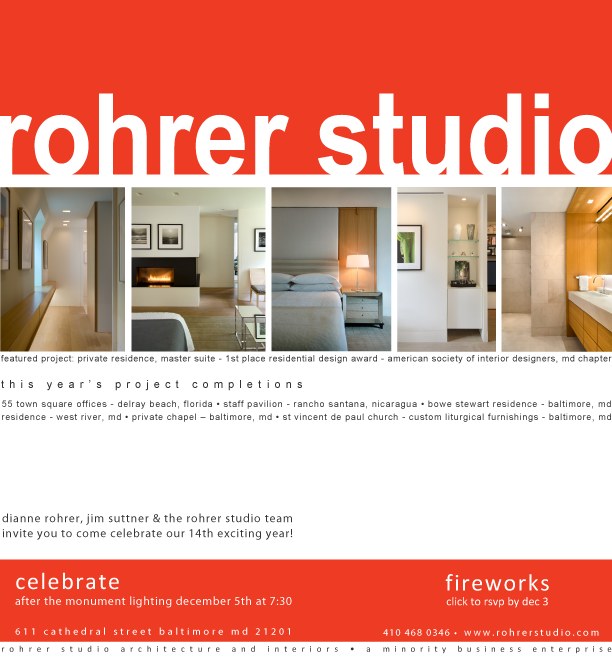 rohrer studio
featured project: private residence, master suite - 1st place residential design award - american society of interior designers, md chapter
this year's project completions
55 town square offices - delray beach, florida • staff pavilion - rancho santana, nicaragua • bowe stewart residence - baltimore, md
residence - west river, md • private chapel – baltimore, md • st vincent de paul church - custom liturgical furnishings - baltimore, md
dianne rohrer, jim suttner & the rohrer studio team
invite you to come celebrate our 14th exciting year!
celebrate
after the monument lighting december 5th at 7:30
611 cathedral street baltimore md 21201
fireworks
click to rsvp by dec 3
410 468 0346 • www.rohrerstudio.com
rohrer studio architecture and interiors • a minority business enterprise